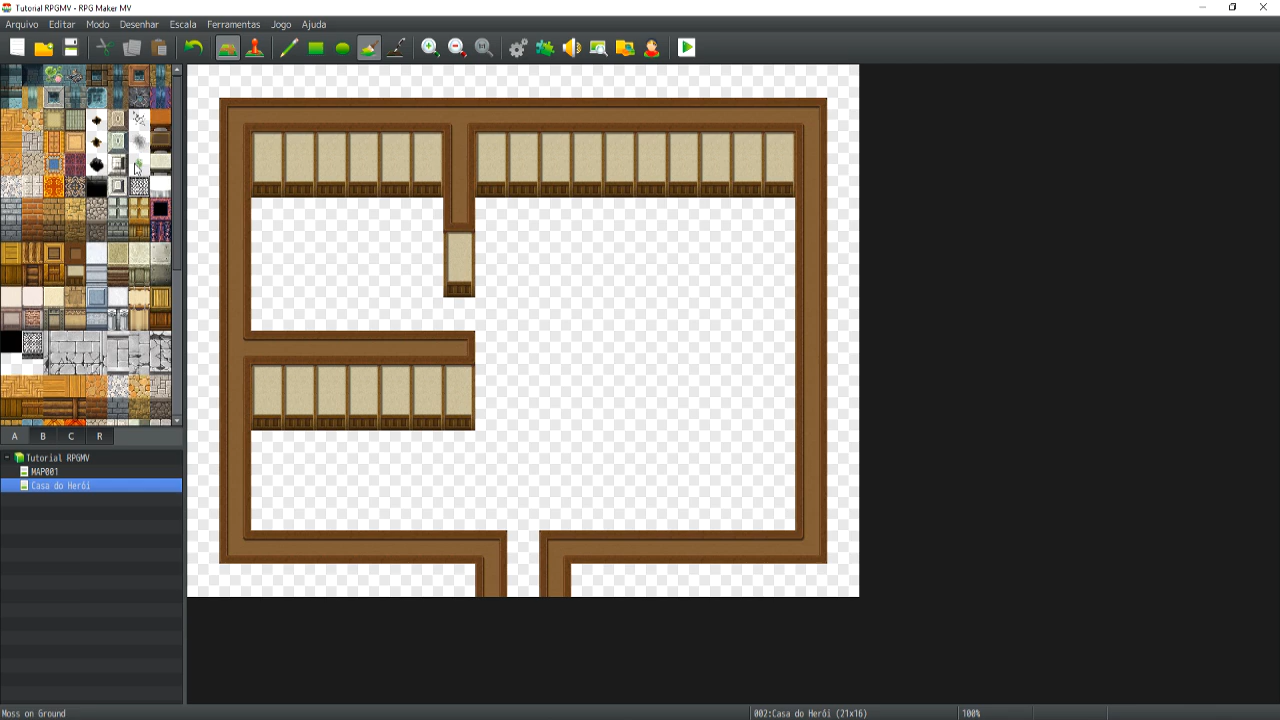 Tutorial RPGMV - RPG Maker MV
Arquivo Editar Modo Desenhar Escala Ferramentas Jogo Ajuda
A B C R
Tutorial RPGMV
MAP001
Casa do Herói
Moss on Ground 002:Casa do Herói (21x16) 100%